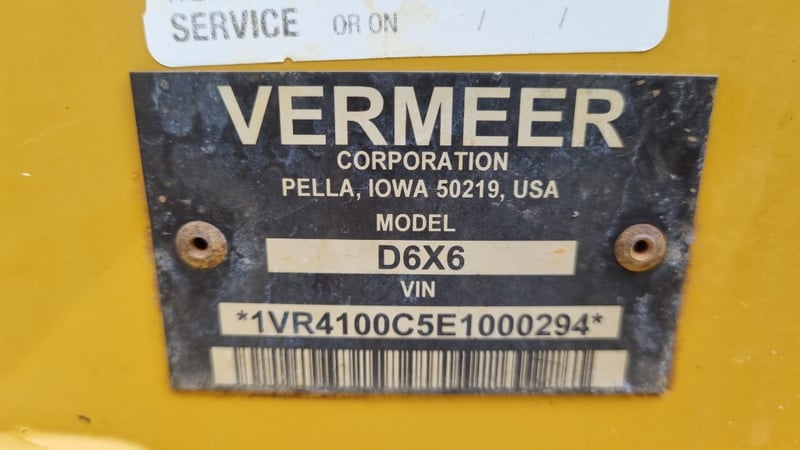 SERVICE OR ON / /
VERMEER
CORPORATION
PELLA, IOWA 50219, USA
MODEL
D6X6
VIN
*1VR4100C5E1000294*